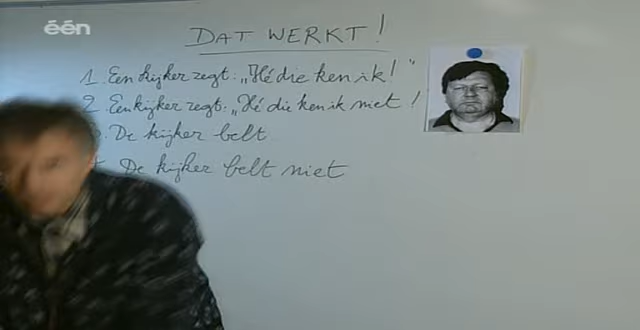 één
DAT WERKT!
1. Een kijker zegt: „Hé die ken ik!"
2. Een kijker zegt: „Hé die ken ik niet!
. De kijker belt
De kijker belt niet